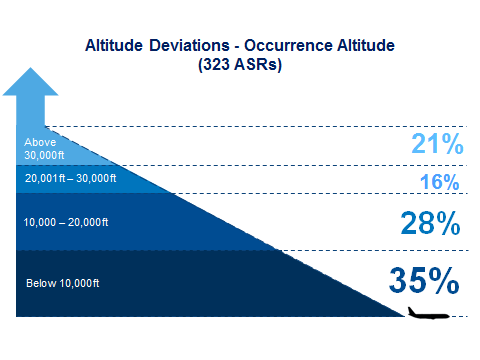 Altitude Deviations - Occurrence Altitude
(323 ASRs)
Above
30,000ft
21%
20,001ft – 30,000ft
16%
10,000 – 20,000ft
28%
Below 10,000ft
35%